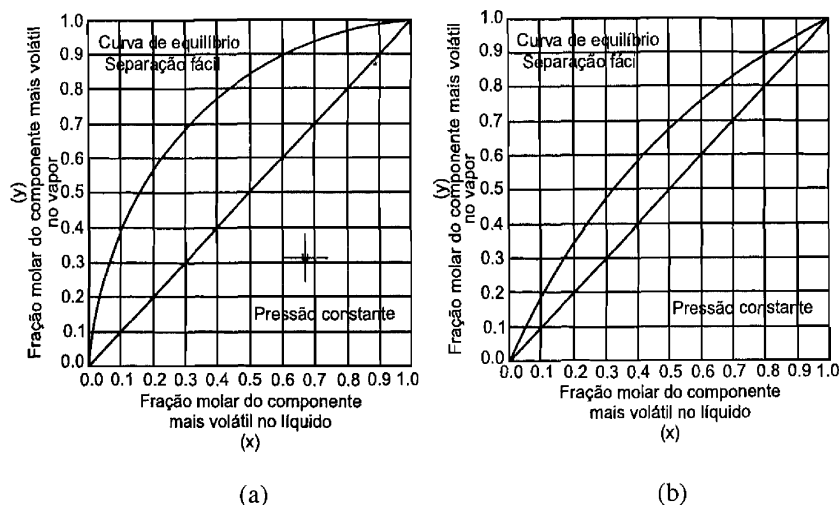 1.0
0.9
0.8
0.7
0.6
0.5
0.4
0.3
0.2
0.1
0.0
(y)
Fração molar do componente mais volátil
no vapor
Curva de equilíbrio
Separação fácil
Pressão constante
0.0 0.1 0.2 0.3 0.4 0.5 0.6 0.7 0.8 0.9 1.0
Fração molar do componente
mais volátil no líquido
(x)
(a)
1.0
0.9
0.8
0.7
0.6
0.5
0.4
0.3
0.2
0.1
0.0
(y)
Fração molar do componente mais volátil
no vapor
Curva de equilíbrio
Separação fáci
Pressão constante
0.0 0.1 0.2 0.3 0.4 0.5 0.6 0.7 0.8 0.9 1.0
Fração molar do componente
mais volátil no líquido
(x)
(b)